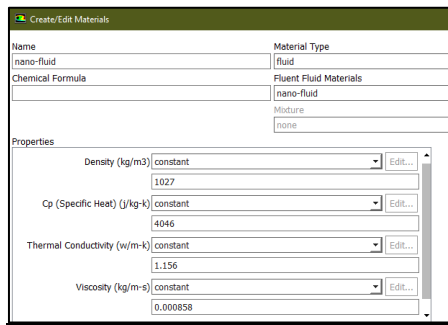 Create/Edit Materials
Name Material Type
nano-fluid fluid
Chemical Formula Fluent Fluid Materials
nano-fluid
Mixture
none
Properties
Density (kg/m3) constant Edit...
1027
Cp (Specific Heat) (j/kg-k) constant Edit...
4046
Thermal Conductivity (w/m-k) constant Edit...
1.156
Viscosity (kg/m-s) constant Edit...
0.000858